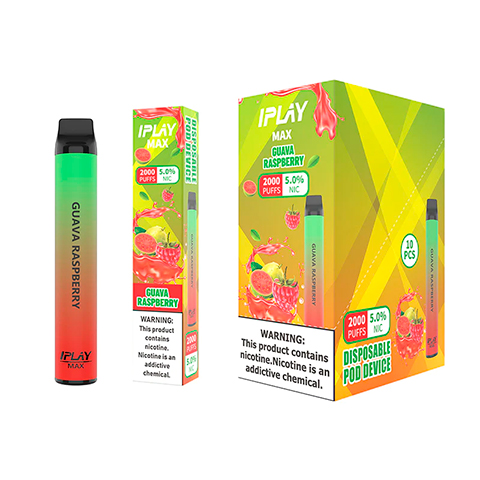 GUAVA RASPBERRY
IPLAY
MAX
IPLAY
MAX
DISPOSABLE
POD DEVICE
2000
PUFFS
5.0%
NIC
GUAVA
RASPBERRY
WARNING:
This product
contains
nicotine.
Nicotine is an
addictive
chemical.
2000
PUFFS
5.0%
NIC
IPLAY
MAX
GUAVA
RASPBERRY
2000
PUFFS
5.0%
NIC
GUAVA RASPBERRY
WARNING:
This product contains
nicotine.Nicotine is an
addictive chemical.
10
PCS
2000
PUFFS
5.0%
NIC
DISPOSABLE
POD DEVICE